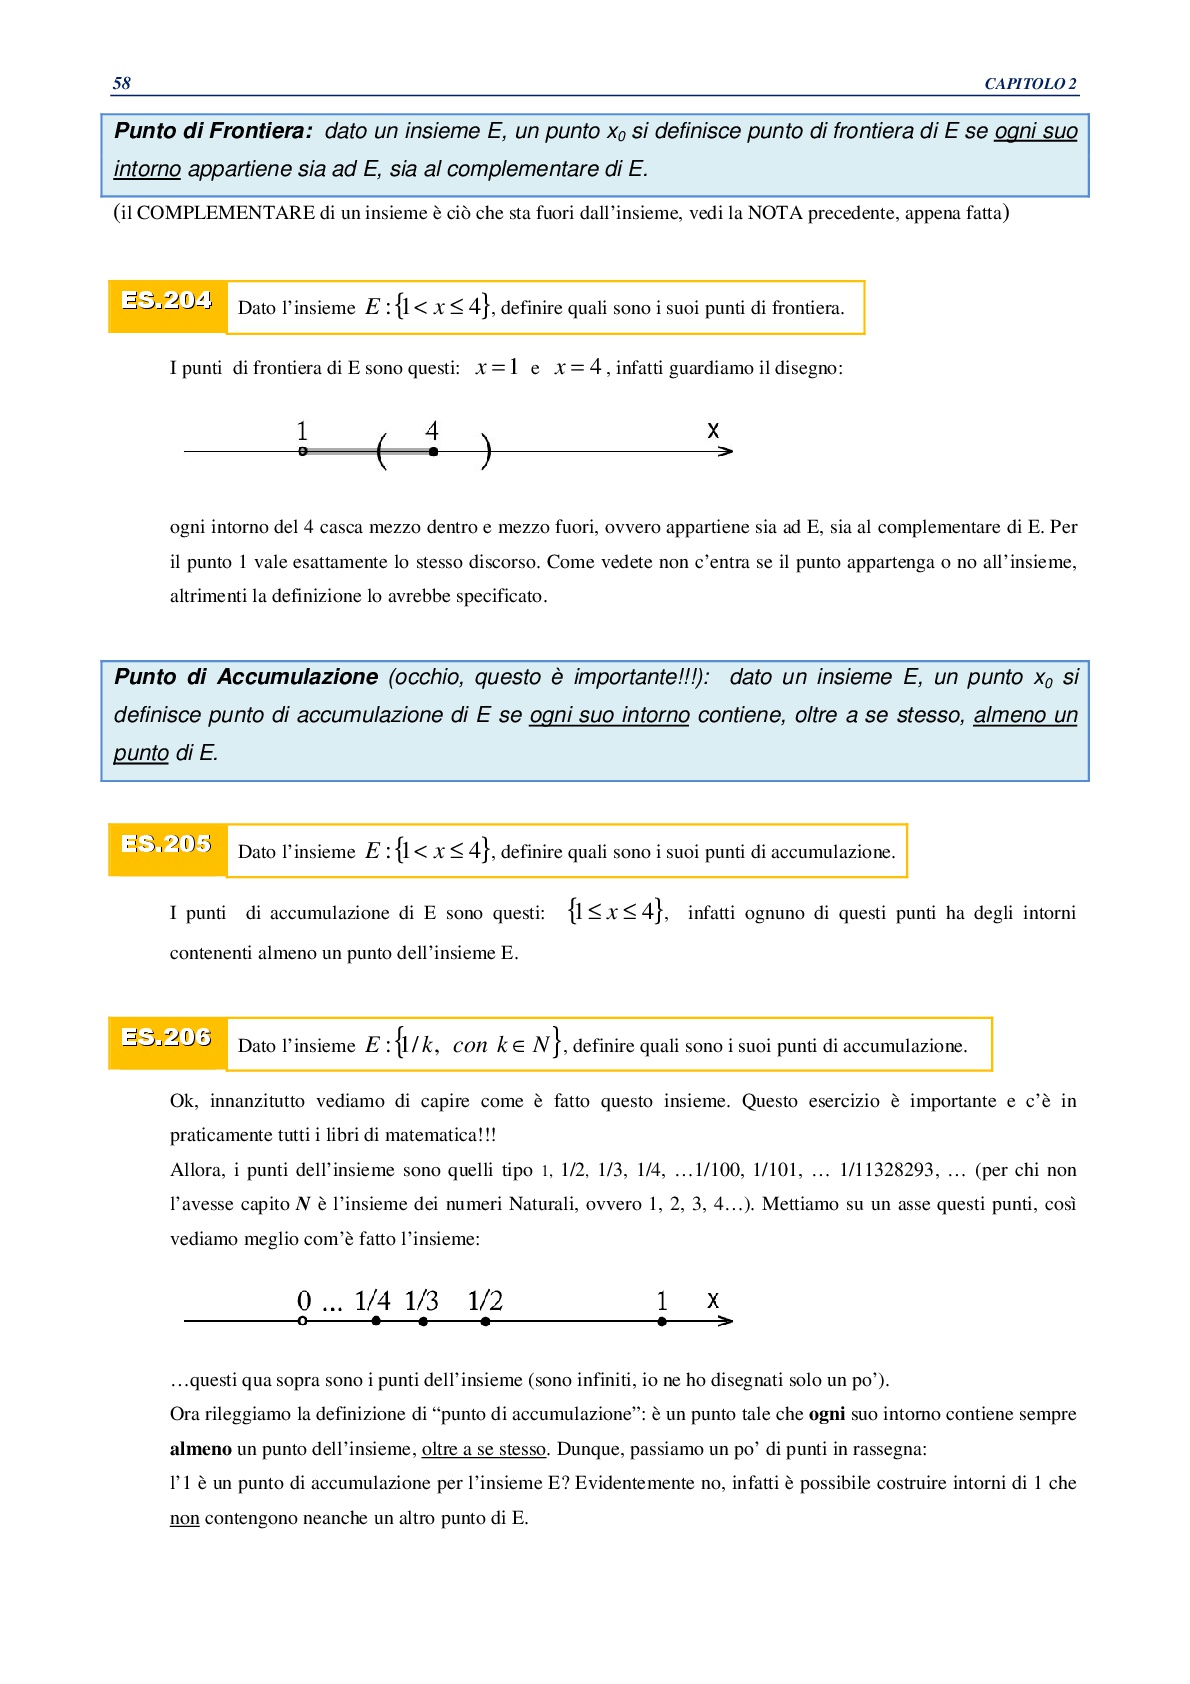 58 CAPITOLO 2
Punto di Frontiera: dato un insieme E, un punto x₀ si definisce punto di frontiera di E se ogni suo
intorno appartiene sia ad E, sia al complementare di E.
(il COMPLEMENTARE di un insieme è ciò che sta fuori dall’insieme, vedi la NOTA precedente, appena fatta)
ES.204 Dato l’insieme E : {1 < x ≤ 4}, definire quali sono i suoi punti di frontiera.
I punti di frontiera di E sono questi: x = 1 e x = 4 , infatti guardiamo il disegno:
1 ( 4 ) X
ogni intorno del 4 casca mezzo dentro e mezzo fuori, ovvero appartiene sia ad E, sia al complementare di E. Per
il punto 1 vale esattamente lo stesso discorso. Come vedete non c’entra se il punto appartenga o no all’insieme,
altrimenti la definizione lo avrebbe specificato.
Punto di Accumulazione (occhio, questo è importante!!!): dato un insieme E, un punto x₀ si
definisce punto di accumulazione di E se ogni suo intorno contiene, oltre a se stesso, almeno un
punto di E.
ES.205 Dato l’insieme E : {1 < x ≤ 4}, definire quali sono i suoi punti di accumulazione.
I punti di accumulazione di E sono questi: {1 ≤ x ≤ 4}, infatti ognuno di questi punti ha degli intorni
contenenti almeno un punto dell’insieme E.
ES.206 Dato l’insieme E : {1/ k, con k ∈ N}, definire quali sono i suoi punti di accumulazione.
Ok, innanzitutto vediamo di capire come è fatto questo insieme. Questo esercizio è importante e c’è in
praticamente tutti i libri di matematica!!!
Allora, i punti dell’insieme sono quelli tipo 1, 1/2, 1/3, 1/4, …1/100, 1/101, … 1/11328293, … (per chi non
l’avesse capito N è l’insieme dei numeri Naturali, ovvero 1, 2, 3, 4…). Mettiamo su un asse questi punti, così
vediamo meglio com’è fatto l’insieme:
0 ... 1/4 1/3 1/2 1 X
…questi qua sopra sono i punti dell’insieme (sono infiniti, io ne ho disegnati solo un po’).
Ora rileggiamo la definizione di “punto di accumulazione”: è un punto tale che ogni suo intorno contiene sempre
almeno un punto dell’insieme, oltre a se stesso. Dunque, passiamo un po’ di punti in rassegna:
l’1 è un punto di accumulazione per l’insieme E? Evidentemente no, infatti è possibile costruire intorni di 1 che
non contengono neanche un altro punto di E.